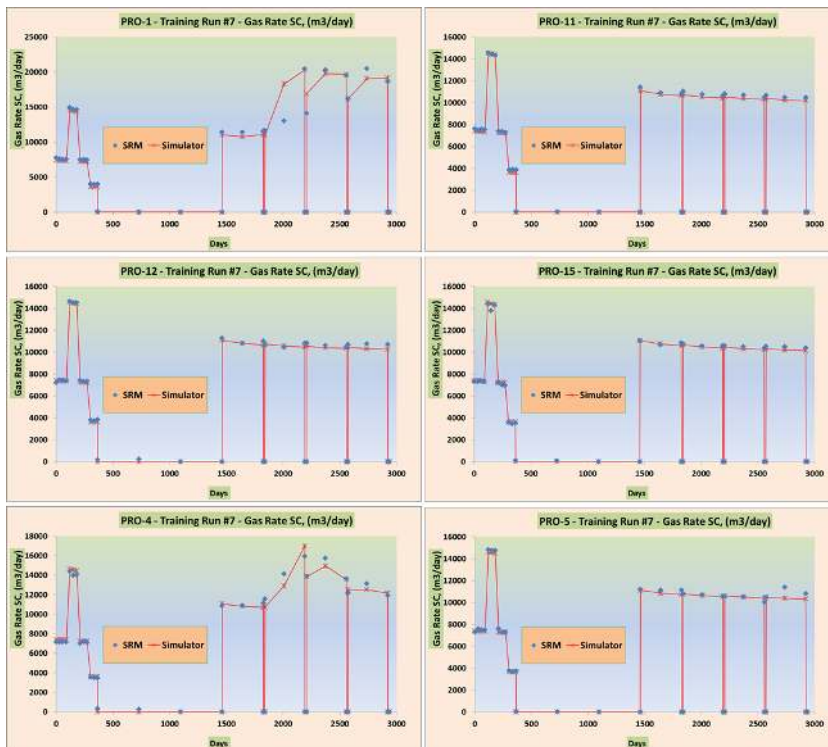 PRO-1 - Training Run #7 - Gas Rate SC, (m3/day)
Gas Rate SC, (m3/day)
25000
20000
15000
10000
5000
0
SRM
Simulator
0 500 1000 1500 2000 2500 3000
Days
PRO-11 - Training Run #7 - Gas Rate SC, (m3/day)
Gas Rate SC, (m3/day)
16000
14000
12000
10000
8000
6000
4000
2000
0
SRM
Simulator
0 500 1000 1500 2000 2500 3000
Days
PRO-12 - Training Run #7 - Gas Rate SC, (m3/day)
Gas Rate SC, (m3/day)
16000
14000
12000
10000
8000
6000
4000
2000
0
SRM
Simulator
0 500 1000 1500 2000 2500 3000
Days
PRO-15 - Training Run #7 - Gas Rate SC, (m3/day)
Gas Rate SC, (m3/day)
16000
14000
12000
10000
8000
6000
4000
2000
0
SRM
Simulator
0 500 1000 1500 2000 2500 3000
Days
PRO-4 - Training Run #7 - Gas Rate SC, (m3/day)
Gas Rate SC, (m3/day)
18000
16000
14000
12000
10000
8000
6000
4000
2000
0
SRM
Simulator
0 500 1000 1500 2000 2500 3000
Days
PRO-5 - Training Run #7 - Gas Rate SC, (m3/day)
Gas Rate SC, (m3/day)
16000
14000
12000
10000
8000
6000
4000
2000
0
SRM
Simulator
0 500 1000 1500 2000 2500 3000
Days